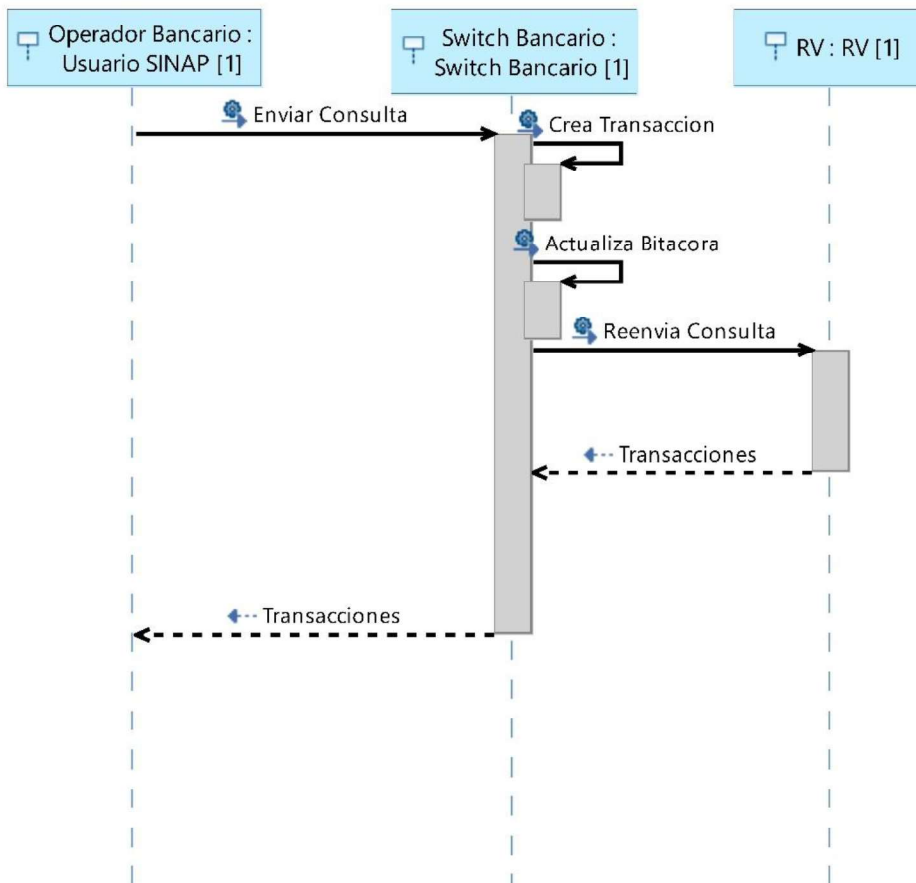 Operador Bancario :
Usuario SINAP [1]
Switch Bancario :
Switch Bancario [1]
RV : RV [1]
Enviar Consulta
Crea Transaccion
Actualiza Bitacora
Reenvia Consulta
Transacciones
Transacciones